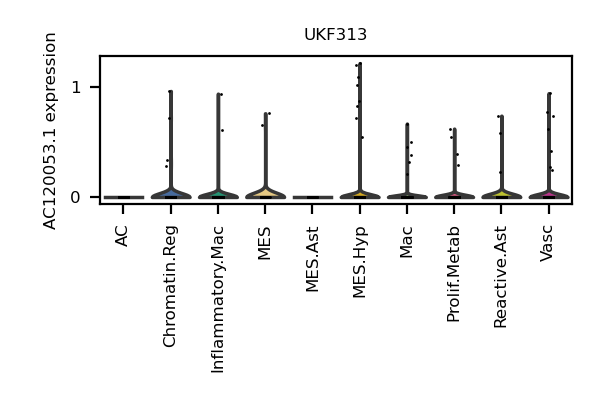 UKF313
AC120053.1 expression
1
0
AC
Chromatin.Reg
Inflammatory.Mac
MES
MES.Ast
MES.Hyp
Mac
Prolif.Metab
Reactive.Ast
Vasc